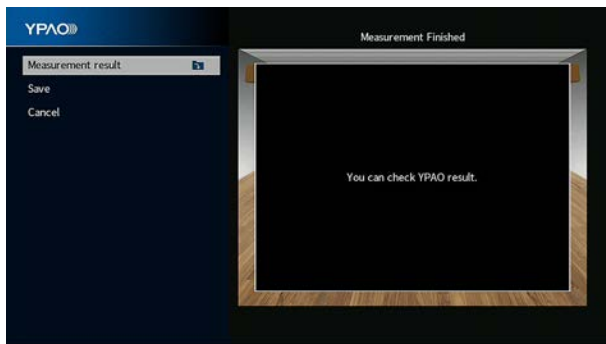 YPAO
Measurement Finished
Measurement result
Save
Cancel
You can check YPAO result.